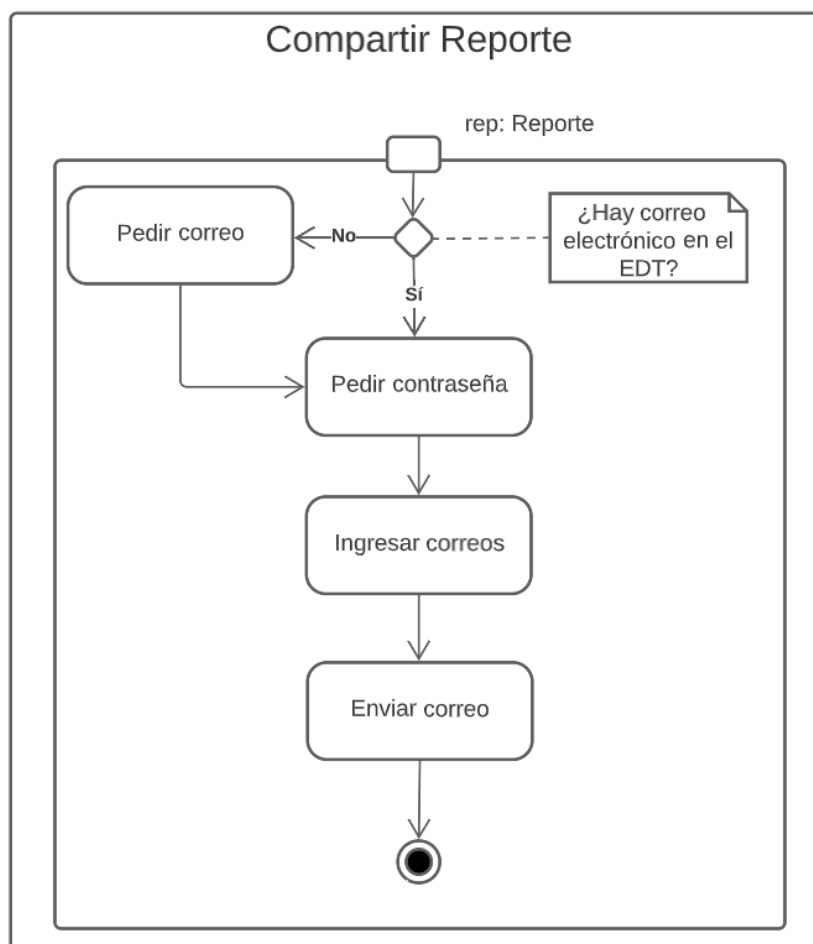 Compartir Reporte
rep: Reporte
Pedir correo
No
¿Hay correo
electrónico en el
EDT?
Sí
Pedir contraseña
Ingresar correos
Enviar correo